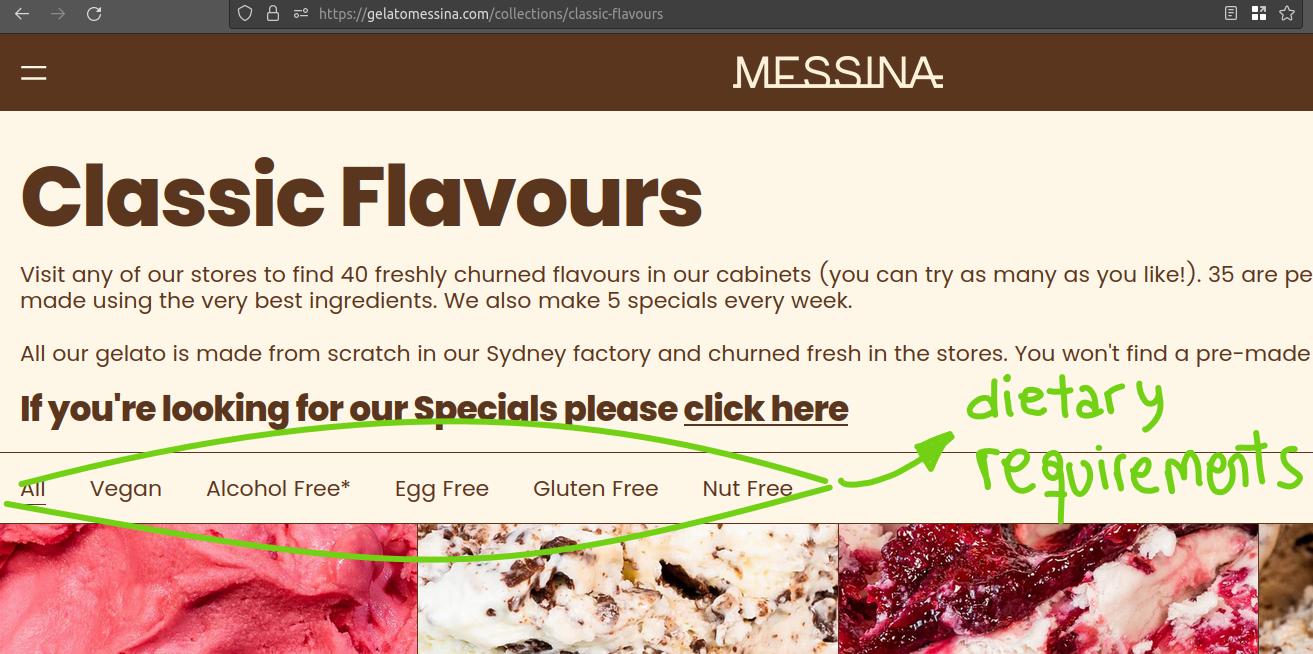 https://gelatomessina.com/collections/classic-flavours
MESSINA
Classic Flavours
Visit any of our stores to find 40 freshly churned flavours in our cabinets (you can try as many as you like!). 35 are pe
made using the very best ingredients. We also make 5 specials every week.
All our gelato is made from scratch in our Sydney factory and churned fresh in the stores. You won't find a pre-made
If you're looking for our Specials please click here
dietary
requirements
All Vegan Alcohol Free* Egg Free Gluten Free Nut Free